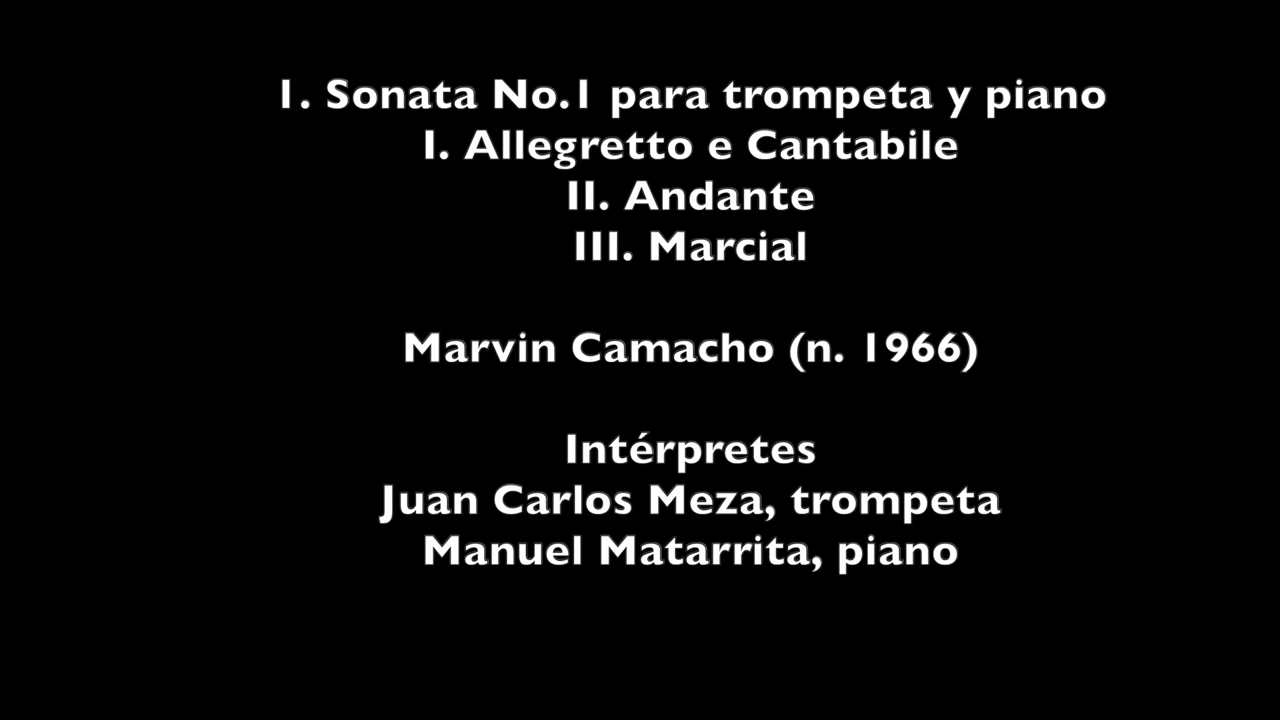 1. Sonata No.1 para trompeta y piano
I. Allegretto e Cantabile
II. Andante
III. Marcial
Marvin Camacho (n. 1966)
Intérpretes
Juan Carlos Meza, trompeta
Manuel Matarrita, piano